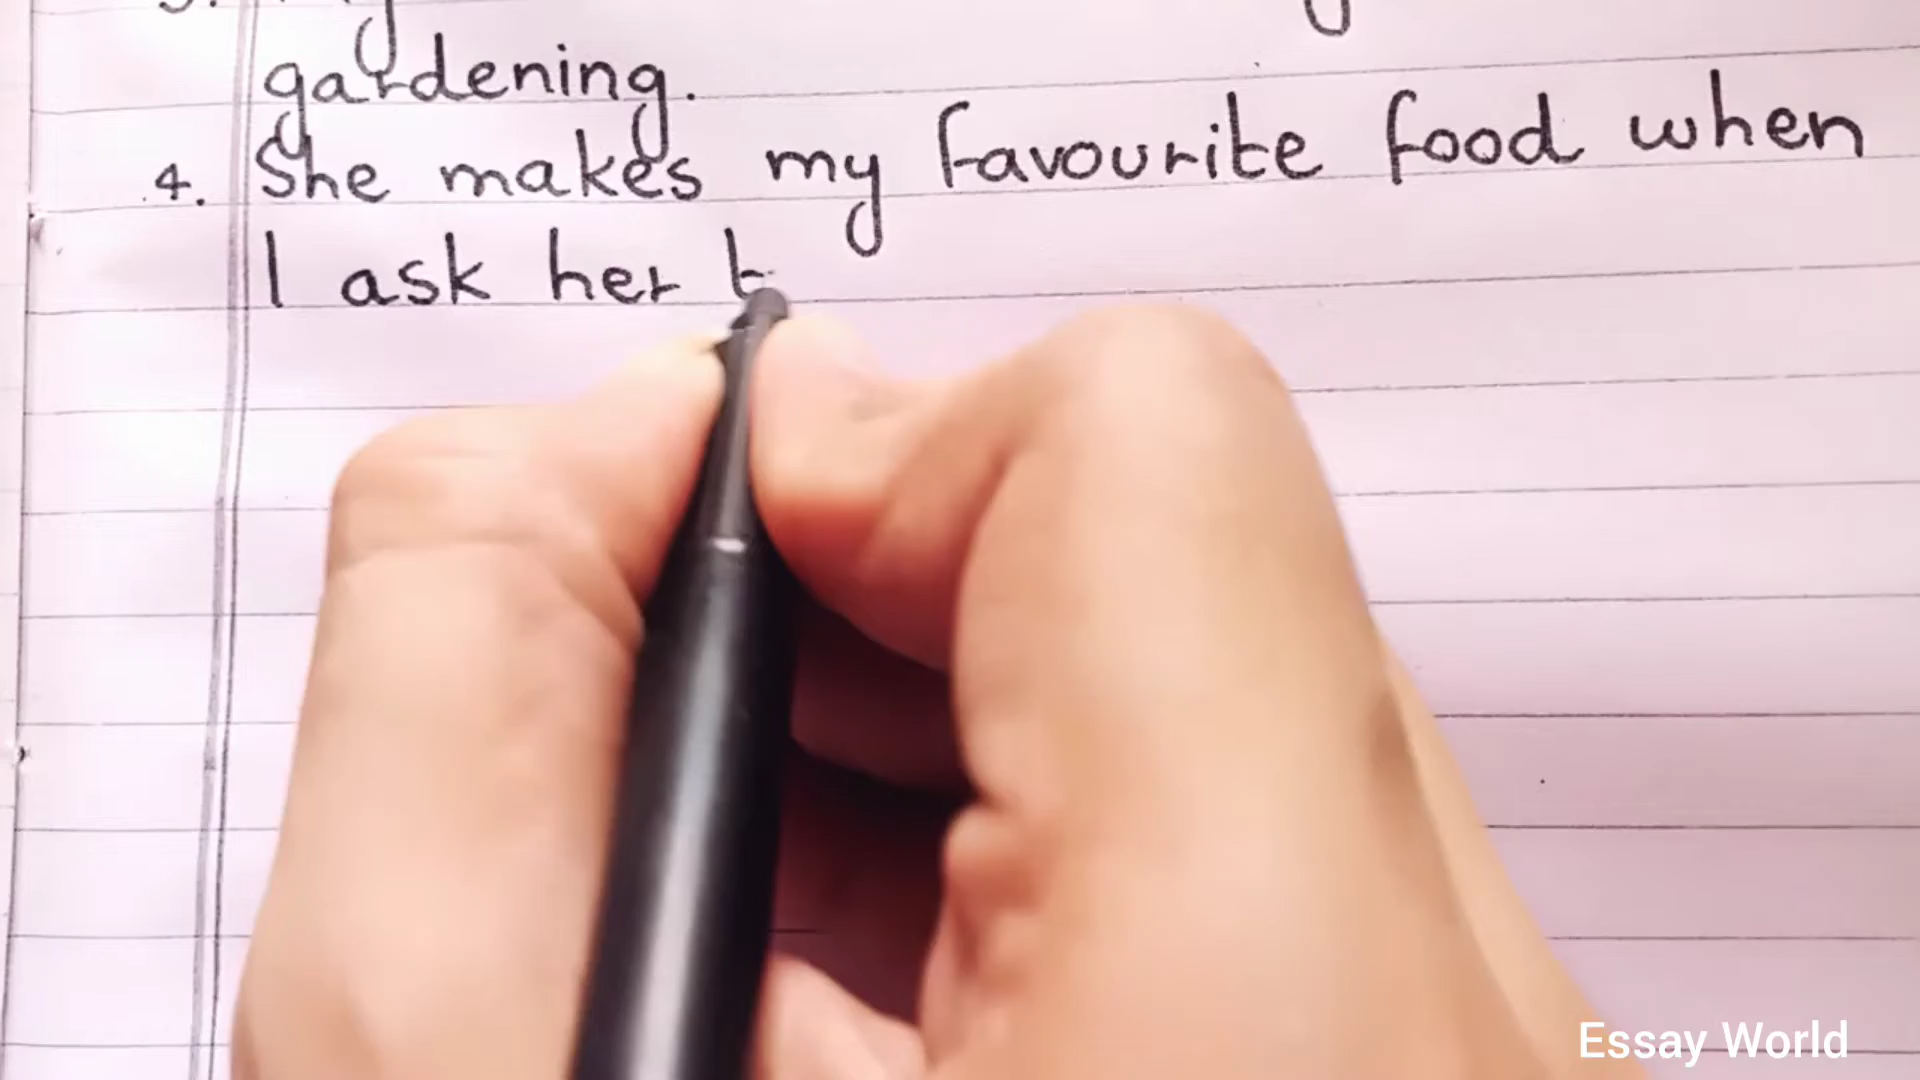 gardening.
4. She makes my favourite food when
I ask her t
Essay World